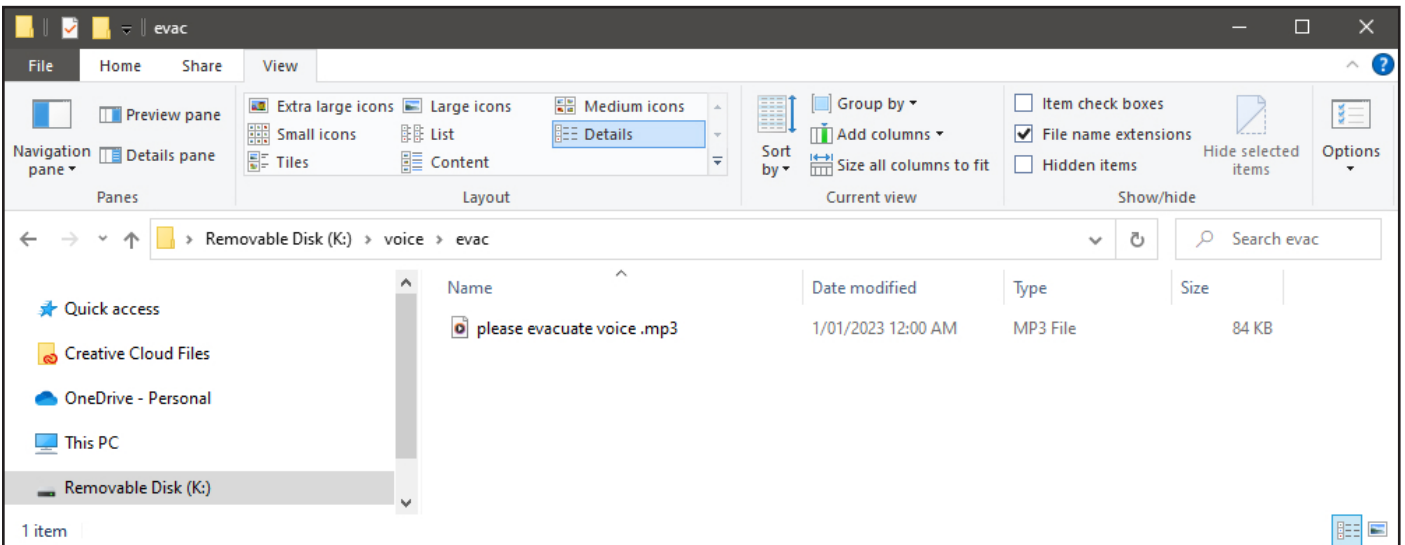 evac
File Home Share View
Navigation pane
Preview pane
Details pane
Panes
Extra large icons Large icons Medium icons
Small icons List Details
Tiles Content
Layout
Sort by
Group by
Add columns
Size all columns to fit
Current view
Item check boxes
File name extensions
Hidden items
Hide selected items
Show/hide
Options
Removable Disk (K:) > voice > evac
Search evac
Quick access
Creative Cloud Files
OneDrive - Personal
This PC
Removable Disk (K:)
Name Date modified Type Size
please evacuate voice .mp3 1/01/2023 12:00 AM MP3 File 84 KB
1 item